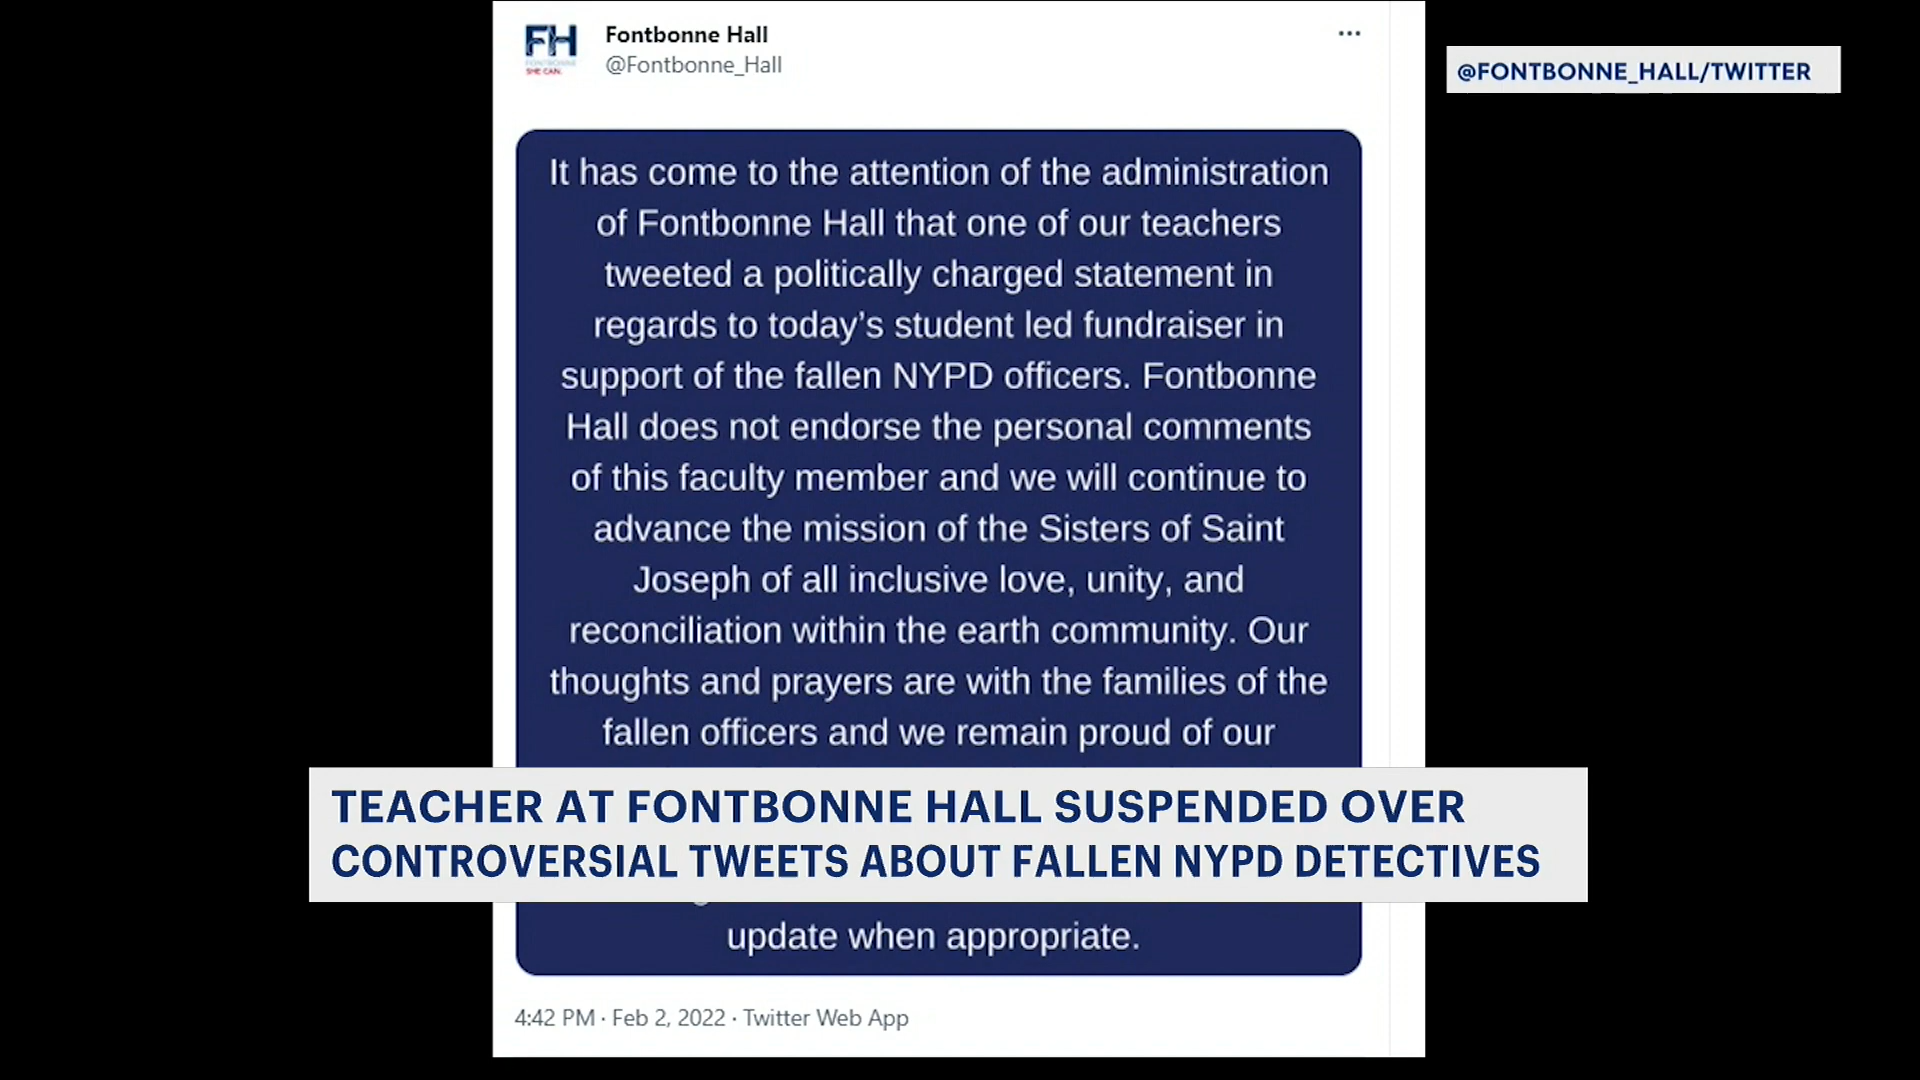 FH
FONTBONNE
SHE CAN.
Fontbonne Hall
@Fontbonne_Hall
@FONTBONNE_HALL/TWITTER
It has come to the attention of the administration
of Fontbonne Hall that one of our teachers
tweeted a politically charged statement in
regards to today's student led fundraiser in
support of the fallen NYPD officers. Fontbonne
Hall does not endorse the personal comments
of this faculty member and we will continue to
advance the mission of the Sisters of Saint
Joseph of all inclusive love, unity, and
reconciliation within the earth community. Our
thoughts and prayers are with the families of the
fallen officers and we remain proud of our
TEACHER AT FONTBONNE HALL SUSPENDED OVER
CONTROVERSIAL TWEETS ABOUT FALLEN NYPD DETECTIVES
update when appropriate.
4:42 PM · Feb 2, 2022 · Twitter Web App